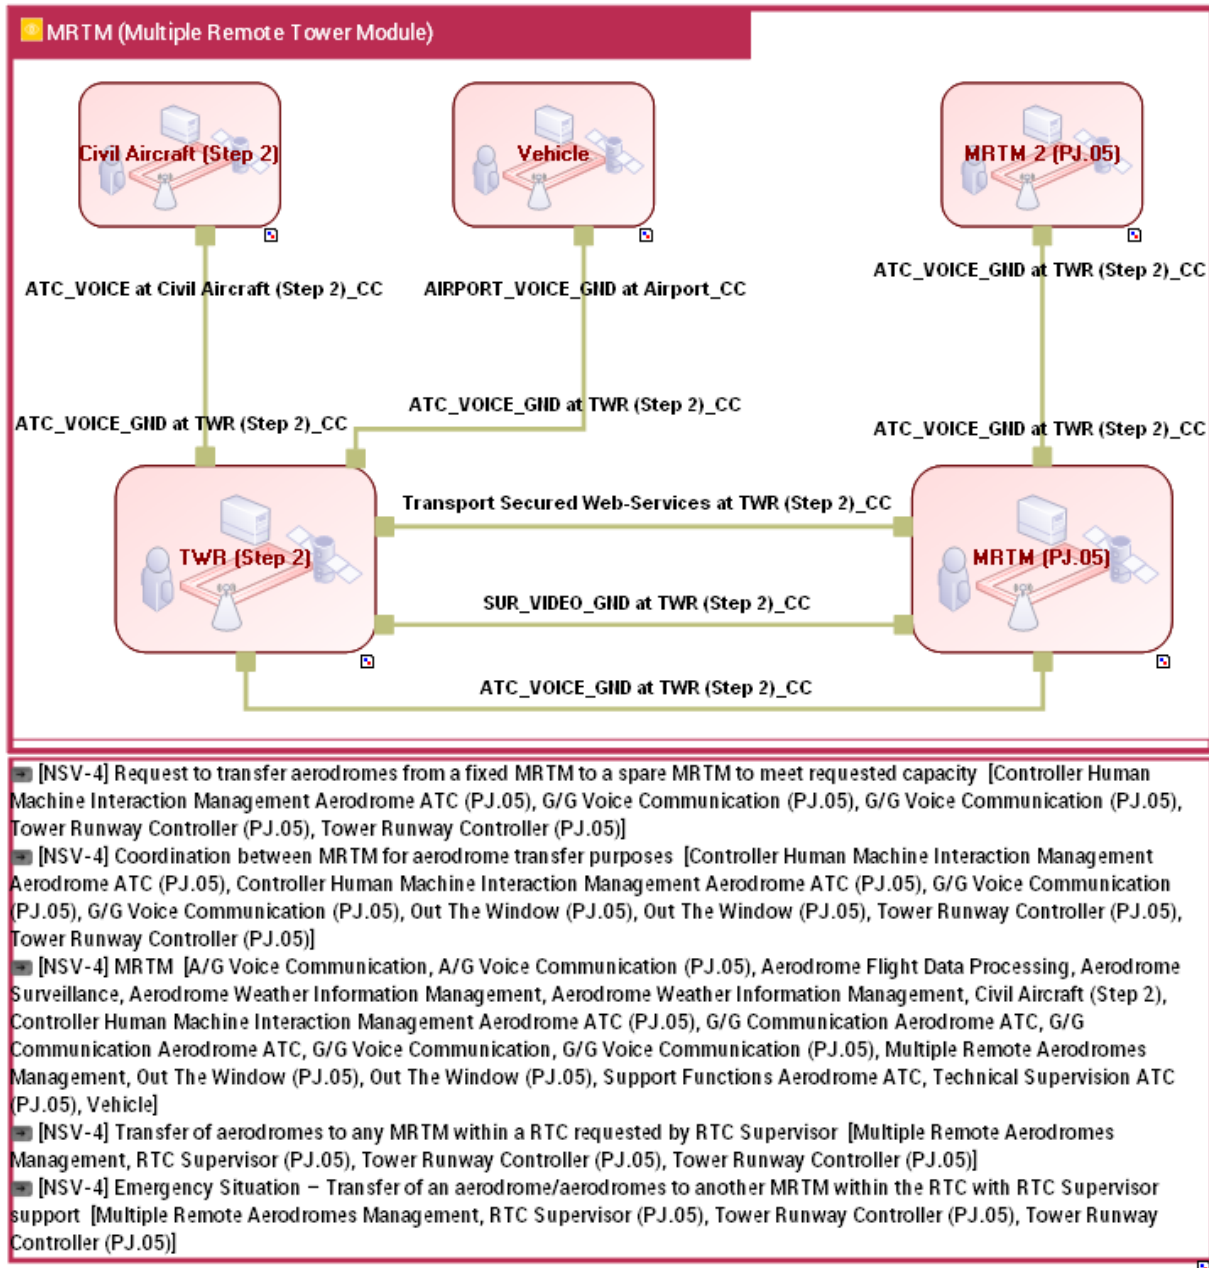 MRTM (Multiple Remote Tower Module)
Civil Aircraft (Step 2)
Vehicle
MRTM 2 (PJ.05)
ATC_VOICE_GND at TWR (Step 2)_CC
ATC_VOICE at Civil Aircraft (Step 2)_CC
AIRPORT_VOICE_GND at Airport_CC
ATC_VOICE_GND at TWR (Step 2)_CC
ATC_VOICE_GND at TWR (Step 2)_CC
ATC_VOICE_GND at TWR (Step 2)_CC
Transport Secured Web-Services at TWR (Step 2)_CC
TWR (Step 2)
MRTM (PJ.05)
SUR_VIDEO_GND at TWR (Step 2)_CC
ATC_VOICE_GND at TWR (Step 2)_CC
[NSV-4] Request to transfer aerodromes from a fixed MRTM to a spare MRTM to meet requested capacity [Controller Human
Machine Interaction Management Aerodrome ATC (PJ.05), G/G Voice Communication (PJ.05), G/G Voice Communication (PJ.05),
Tower Runway Controller (PJ.05), Tower Runway Controller (PJ.05)]
[NSV-4] Coordination between MRTM for aerodrome transfer purposes [Controller Human Machine Interaction Management
Aerodrome ATC (PJ.05), Controller Human Machine Interaction Management Aerodrome ATC (PJ.05), G/G Voice Communication
(PJ.05), G/G Voice Communication (PJ.05), Out The Window (PJ.05), Out The Window (PJ.05), Tower Runway Controller (PJ.05),
Tower Runway Controller (PJ.05)]
[NSV-4] MRTM [A/G Voice Communication, A/G Voice Communication (PJ.05), Aerodrome Flight Data Processing, Aerodrome
Surveillance, Aerodrome Weather Information Management, Aerodrome Weather Information Management, Civil Aircraft (Step 2),
Controller Human Machine Interaction Management Aerodrome ATC (PJ.05), G/G Communication Aerodrome ATC, G/G
Communication Aerodrome ATC, G/G Voice Communication, G/G Voice Communication (PJ.05), Multiple Remote Aerodromes
Management, Out The Window (PJ.05), Out The Window (PJ.05), Support Functions Aerodrome ATC, Technical Supervision ATC
(PJ.05), Vehicle]
[NSV-4] Transfer of aerodromes to any MRTM within a RTC requested by RTC Supervisor [Multiple Remote Aerodromes
Management, RTC Supervisor (PJ.05), Tower Runway Controller (PJ.05), Tower Runway Controller (PJ.05)]
[NSV-4] Emergency Situation – Transfer of an aerodrome/aerodromes to another MRTM within the RTC with RTC Supervisor
support [Multiple Remote Aerodromes Management, RTC Supervisor (PJ.05), Tower Runway Controller (PJ.05), Tower Runway
Controller (PJ.05)]